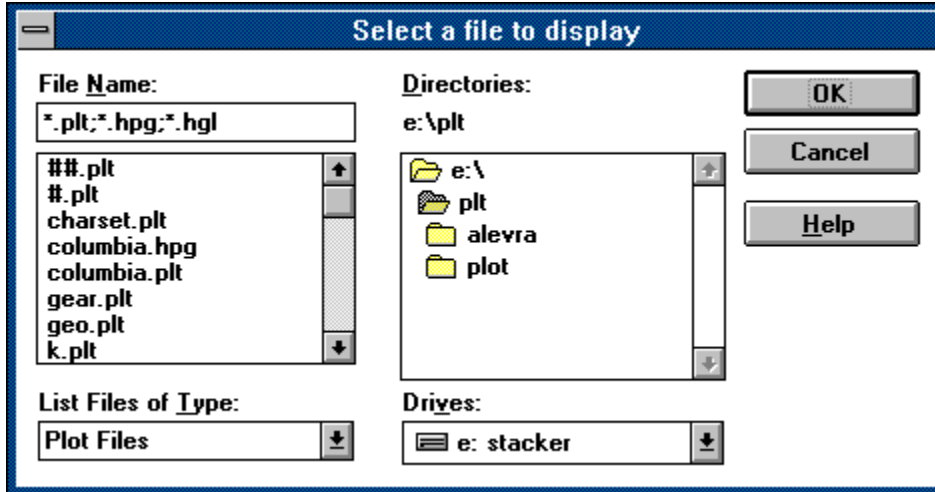 Select a file to display
File Name:
*.plt;*.hpg;*.hgl
##.plt
#.plt
charset.plt
columbia.hpg
columbia.plt
gear.plt
geo.plt
k.plt
List Files of Type:
Plot Files
Directories:
e:\plt
e:\
plt
alevra
plot
Drives:
e: stacker
OK
Cancel
Help